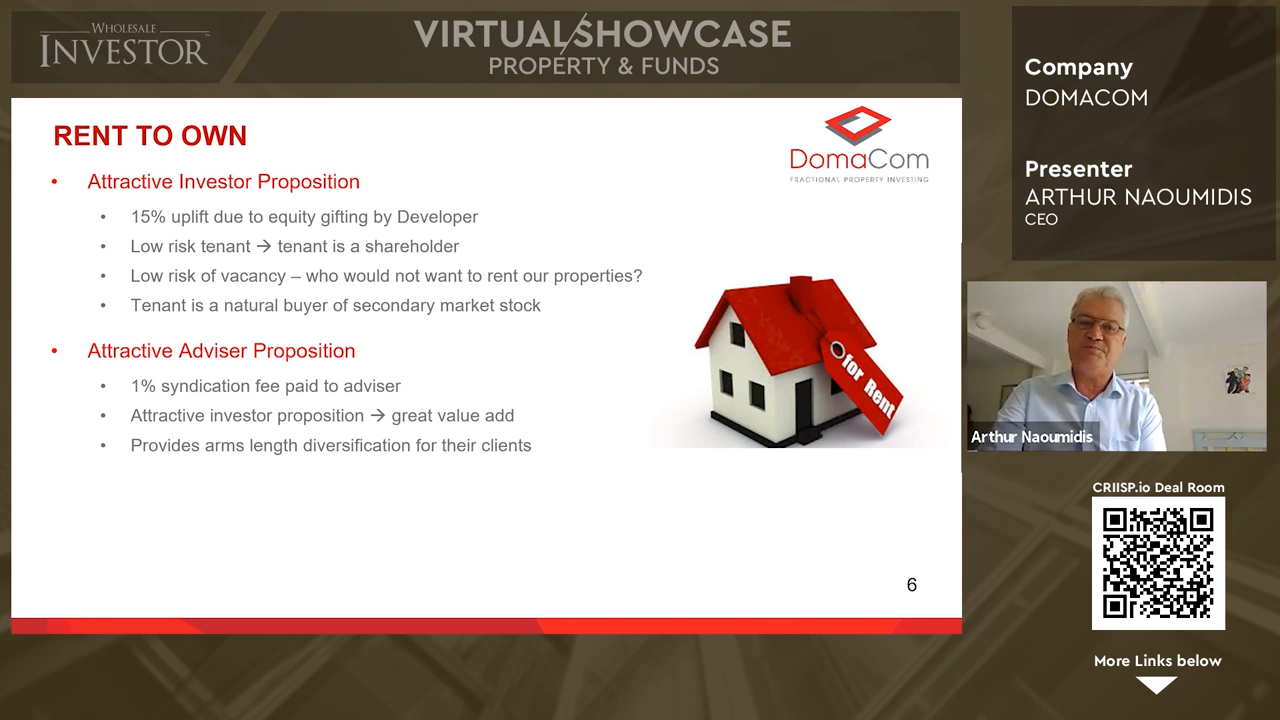 WHOLESALE
INVESTOR
VIRTUAL/SHOWCASE
PROPERTY & FUNDS
Company
DOMACOM
Presenter
ARTHUR NAOUMIDIS
CEO
RENT TO OWN
DomaCom
FRACTIONAL PROPERTY INVESTING
• Attractive Investor Proposition
• 15% uplift due to equity gifting by Developer
• Low risk tenant → tenant is a shareholder
• Low risk of vacancy – who would not want to rent our properties?
• Tenant is a natural buyer of secondary market stock
• Attractive Adviser Proposition
• 1% syndication fee paid to adviser
• Attractive investor proposition → great value add
• Provides arms length diversification for their clients
for Rent
6
Arthur Naoumidis
CRIISP.io Deal Room
More Links below